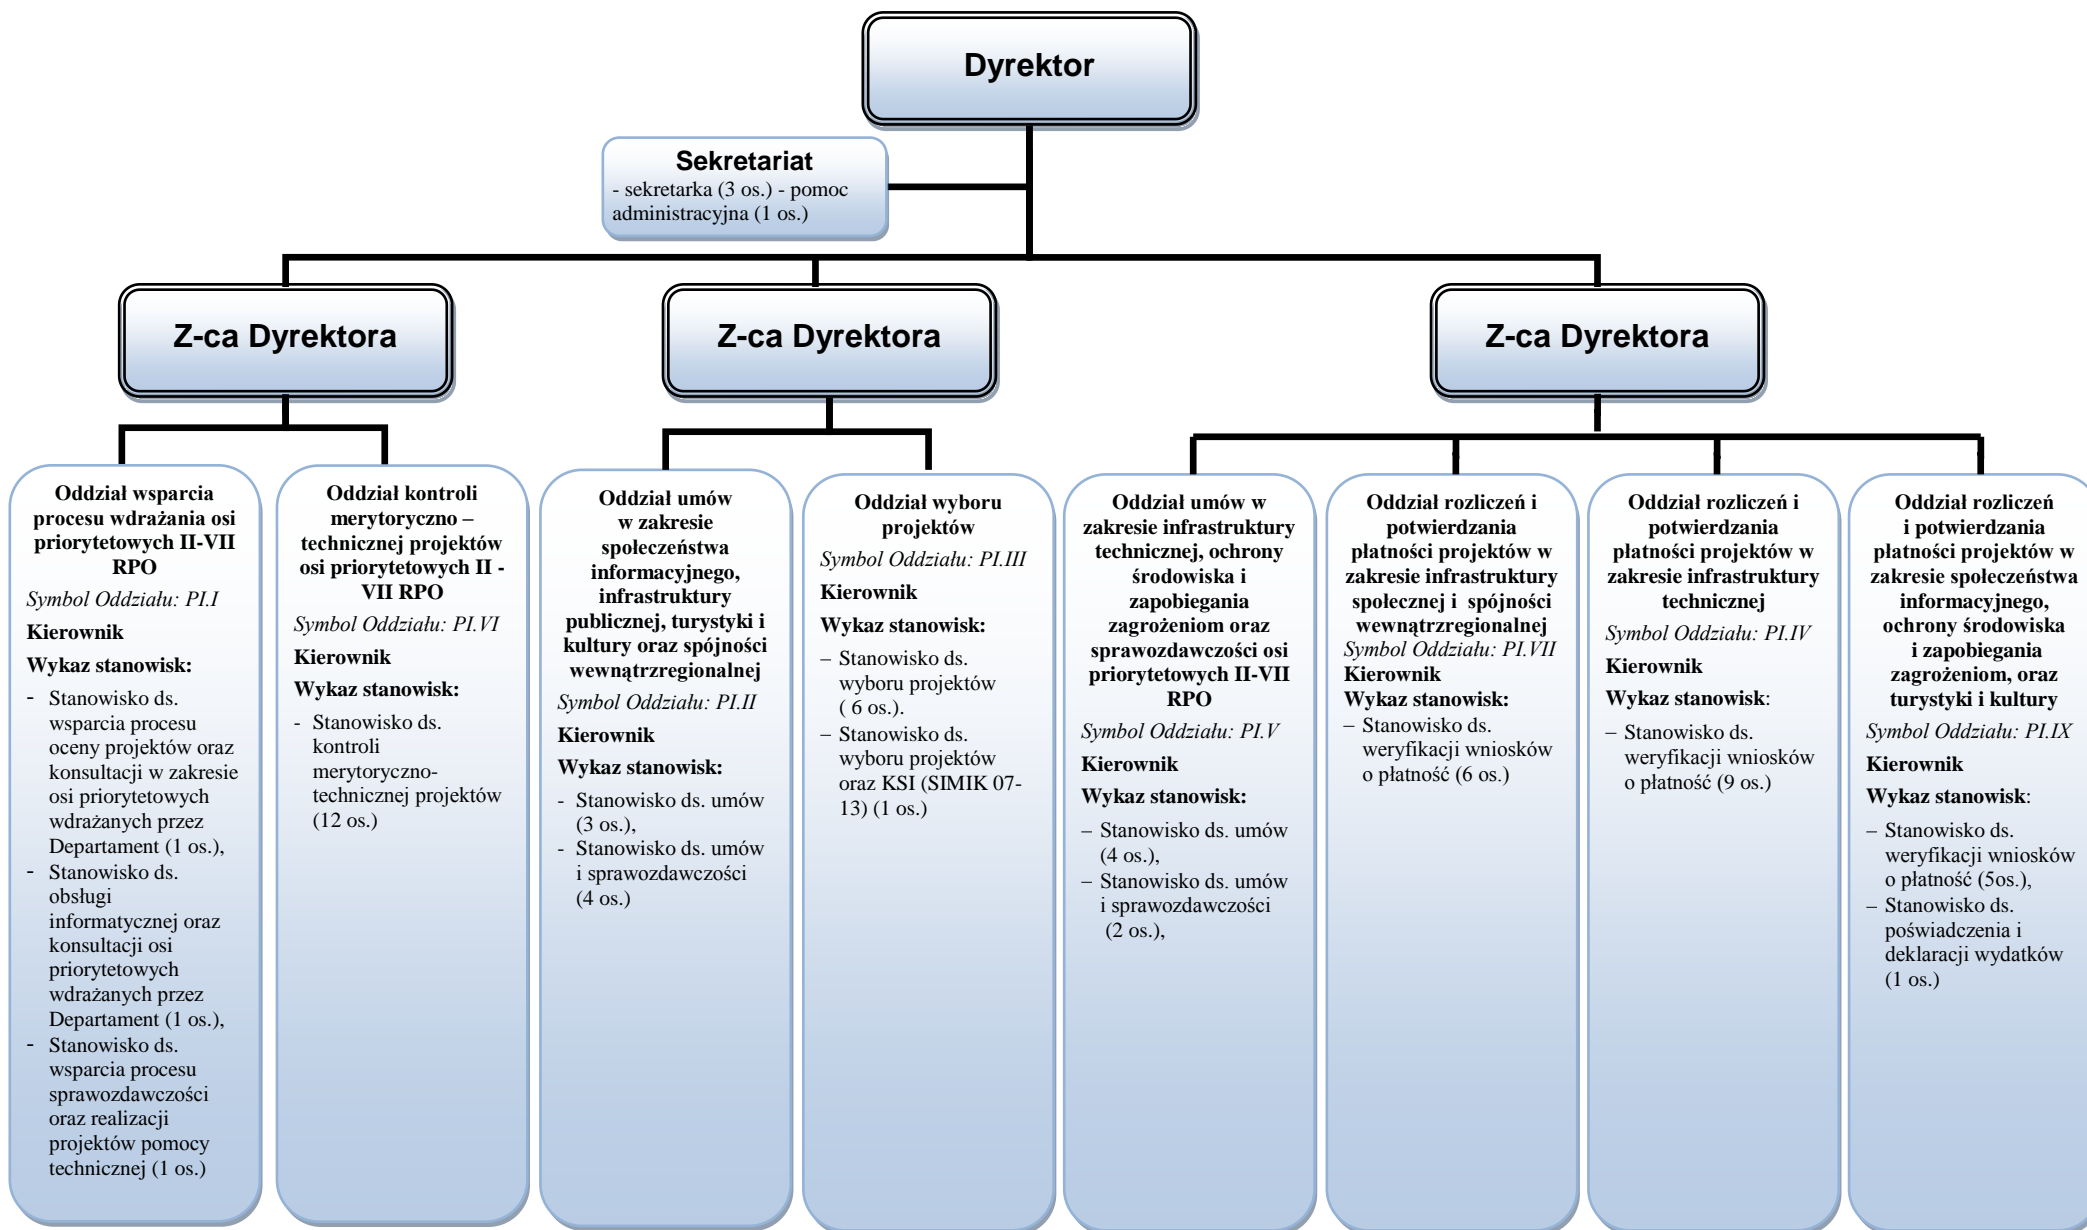 Dyrektor
Sekretariat
- sekretarka (3 os.) - pomoc
administracyjna (1 os.)
Z-ca Dyrektora
Z-ca Dyrektora
Z-ca Dyrektora
Oddział wsparcia
procesu wdrażania osi
priorytetowych II-VII
RPO
Symbol Oddziału: PI.I
Kierownik
Wykaz stanowisk:
- Stanowisko ds.
wsparcia procesu
oceny projektów oraz
konsultacji w zakresie
osi priorytetowych
wdrażanych przez
Departament (1 os.),
- Stanowisko ds.
obsługi
informatycznej oraz
konsultacji osi
priorytetowych
wdrażanych przez
Departament (1 os.),
- Stanowisko ds.
wsparcia procesu
sprawozdawczości
oraz realizacji
projektów pomocy
technicznej (1 os.)
Oddział kontroli
merytoryczno –
technicznej projektów
osi priorytetowych II -
VII RPO
Symbol Oddziału: PI.VI
Kierownik
Wykaz stanowisk:
- Stanowisko ds.
kontroli
merytoryczno-
technicznej projektów
(12 os.)
Oddział umów
w zakresie
społeczeństwa
informacyjnego,
infrastruktury
publicznej, turystyki i
kultury oraz spójności
wewnątrzregionalnej
Symbol Oddziału: PI.II
Kierownik
Wykaz stanowisk:
- Stanowisko ds. umów
(3 os.),
- Stanowisko ds. umów
i sprawozdawczości
(4 os.)
Oddział wyboru
projektów
Symbol Oddziału: PI.III
Kierownik
Wykaz stanowisk:
– Stanowisko ds.
wyboru projektów
( 6 os.).
– Stanowisko ds.
wyboru projektów
oraz KSI (SIMIK 07-
13) (1 os.)
Oddział umów w
zakresie infrastruktury
technicznej, ochrony
środowiska i
zapobiegania
zagrożeniom oraz
sprawozdawczości osi
priorytetowych II-VII
RPO
Symbol Oddziału: PI.V
Kierownik
Wykaz stanowisk:
– Stanowisko ds. umów
(4 os.),
– Stanowisko ds. umów
i sprawozdawczości
(2 os.),
Oddział rozliczeń i
potwierdzania
płatności projektów w
zakresie infrastruktury
społecznej i spójności
wewnątrzregionalnej
Symbol Oddziału: PI.VII
Kierownik
Wykaz stanowisk:
– Stanowisko ds.
weryfikacji wniosków
o płatność (6 os.)
Oddział rozliczeń i
potwierdzania
płatności projektów w
zakresie infrastruktury
technicznej
Symbol Oddziału: PI.IV
Kierownik
Wykaz stanowisk:
– Stanowisko ds.
weryfikacji wniosków
o płatność (9 os.)
Oddział rozliczeń
i potwierdzania
płatności projektów w
zakresie społeczeństwa
informacyjnego,
ochrony środowiska
i zapobiegania
zagrożeniom, oraz
turystyki i kultury
Symbol Oddziału: PI.IX
Kierownik
Wykaz stanowisk:
– Stanowisko ds.
weryfikacji wniosków
o płatność (5os.),
– Stanowisko ds.
poświadczenia i
deklaracji wydatków
(1 os.)